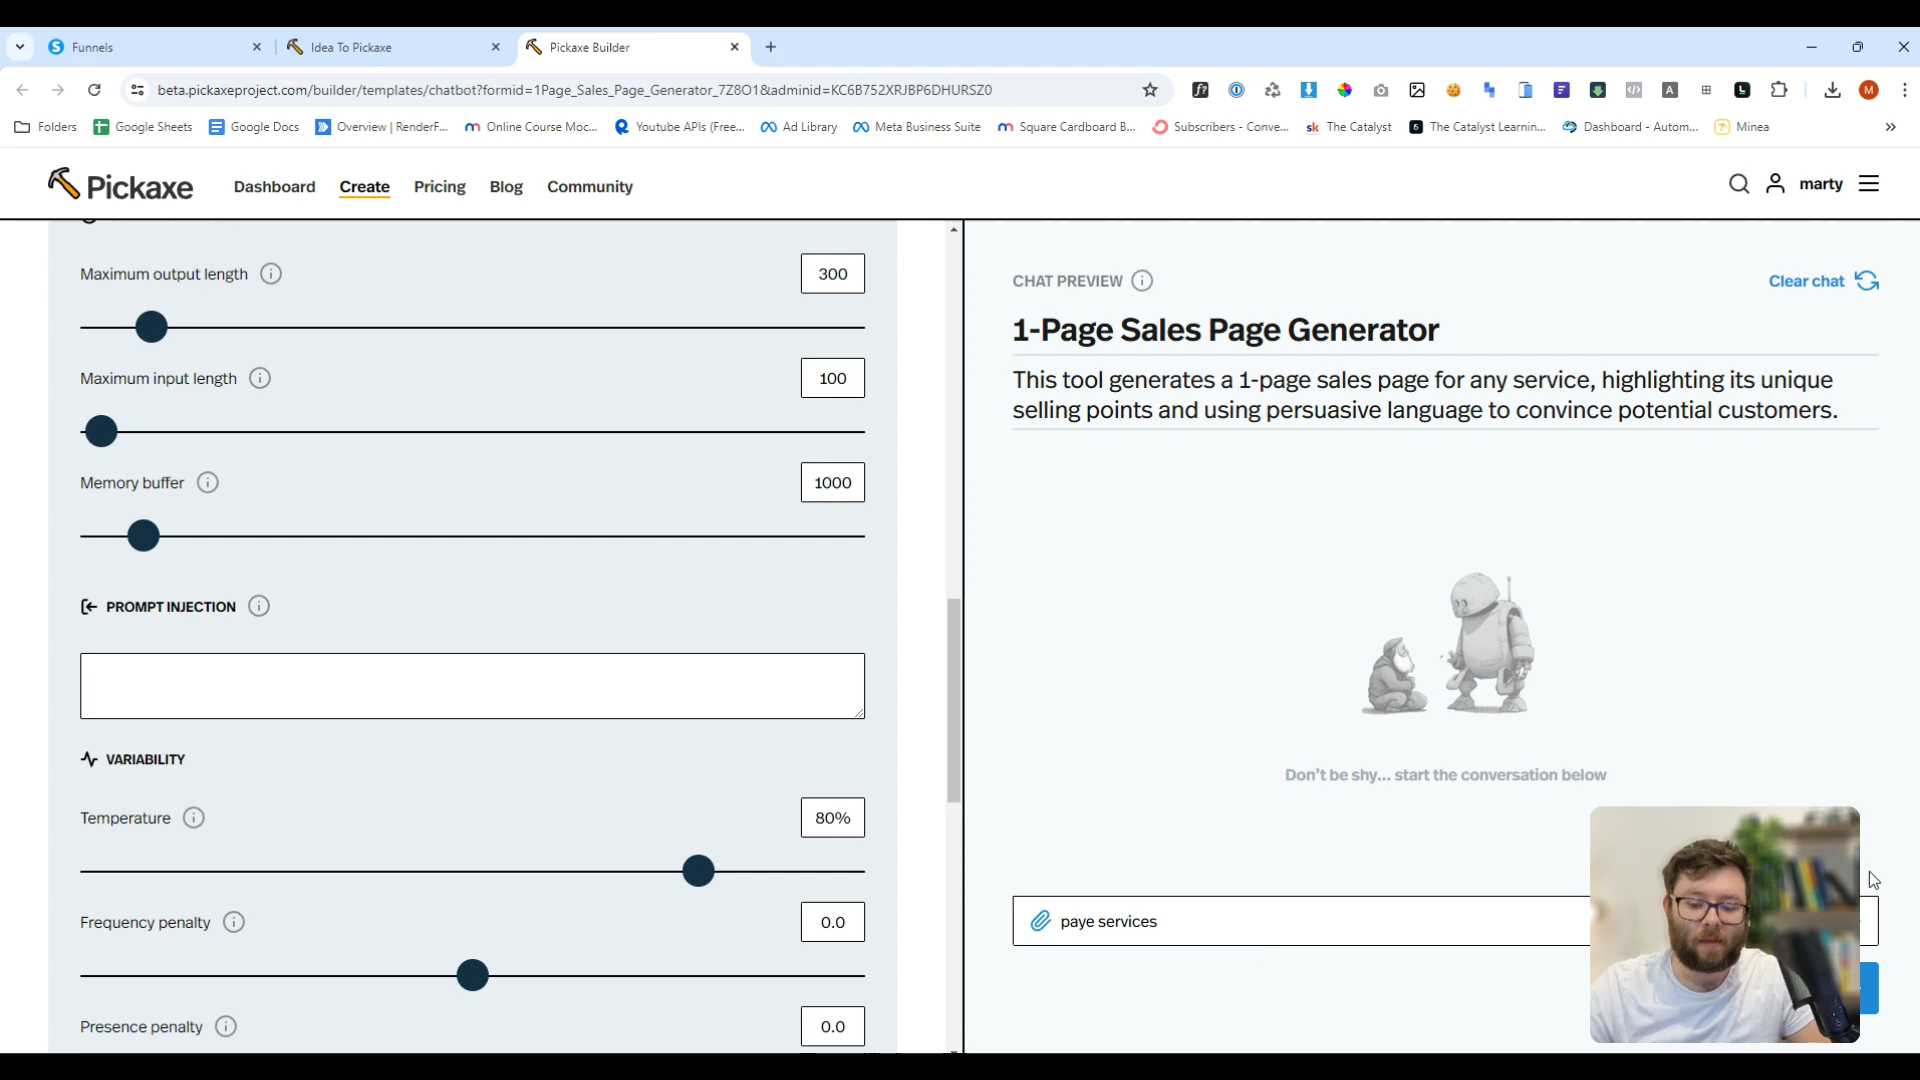 Funnels
Idea To Pickaxe
Pickaxe Builder
beta.pickaxeproject.com/builder/templates/chatbot?formid=1Page_Sales_Page_Generator_7Z8O1&adminid=KC6B752XRJBP6DHURSZ0
Folders
Google Sheets
Google Docs
Overview | RenderF...
Online Course Moc...
Youtube APIs (Free...
Ad Library
Meta Business Suite
Square Cardboard B...
Subscribers - Conve...
The Catalyst
The Catalyst Learnin...
Dashboard - Autom...
Minea
Pickaxe
Dashboard
Create
Pricing
Blog
Community
marty
Maximum output length
300
Maximum input length
100
Memory buffer
1000
PROMPT INJECTION
VARIABILITY
Temperature
80%
Frequency penalty
0.0
Presence penalty
0.0
CHAT PREVIEW
Clear chat
1-Page Sales Page Generator
This tool generates a 1-page sales page for any service, highlighting its unique
selling points and using persuasive language to convince potential customers.
Don't be shy... start the conversation below
paye services